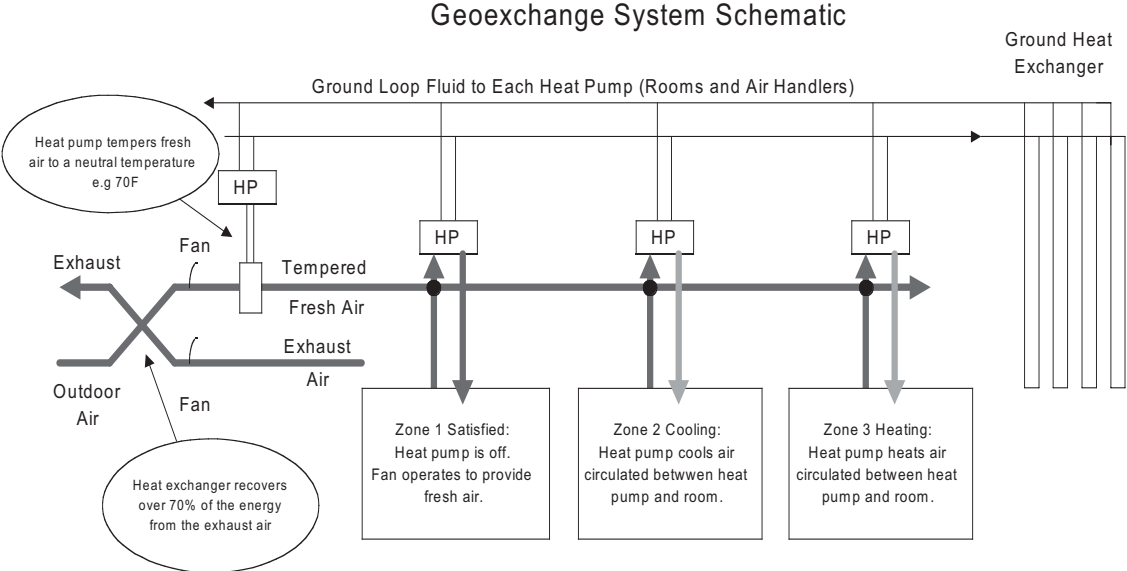 Geoexchange System Schematic
Ground Heat
Exchanger
Ground Loop Fluid to Each Heat Pump (Rooms and Air Handlers)
Heat pump tempers fresh
air to a neutral temperature
e.g 70F
HP
HP
HP
HP
Fan
Exhaust
Tempered
Fresh Air
Exhaust
Air
Outdoor
Air
Fan
Zone 1 Satisfied:
Heat pump is off.
Fan operates to provide
fresh air.
Zone 2 Cooling:
Heat pump cools air
circulated betwwen heat
pump and room.
Zone 3 Heating:
Heat pump heats air
circulated between heat
pump and room.
Heat exchanger recovers
over 70% of the energy
from the exhaust air